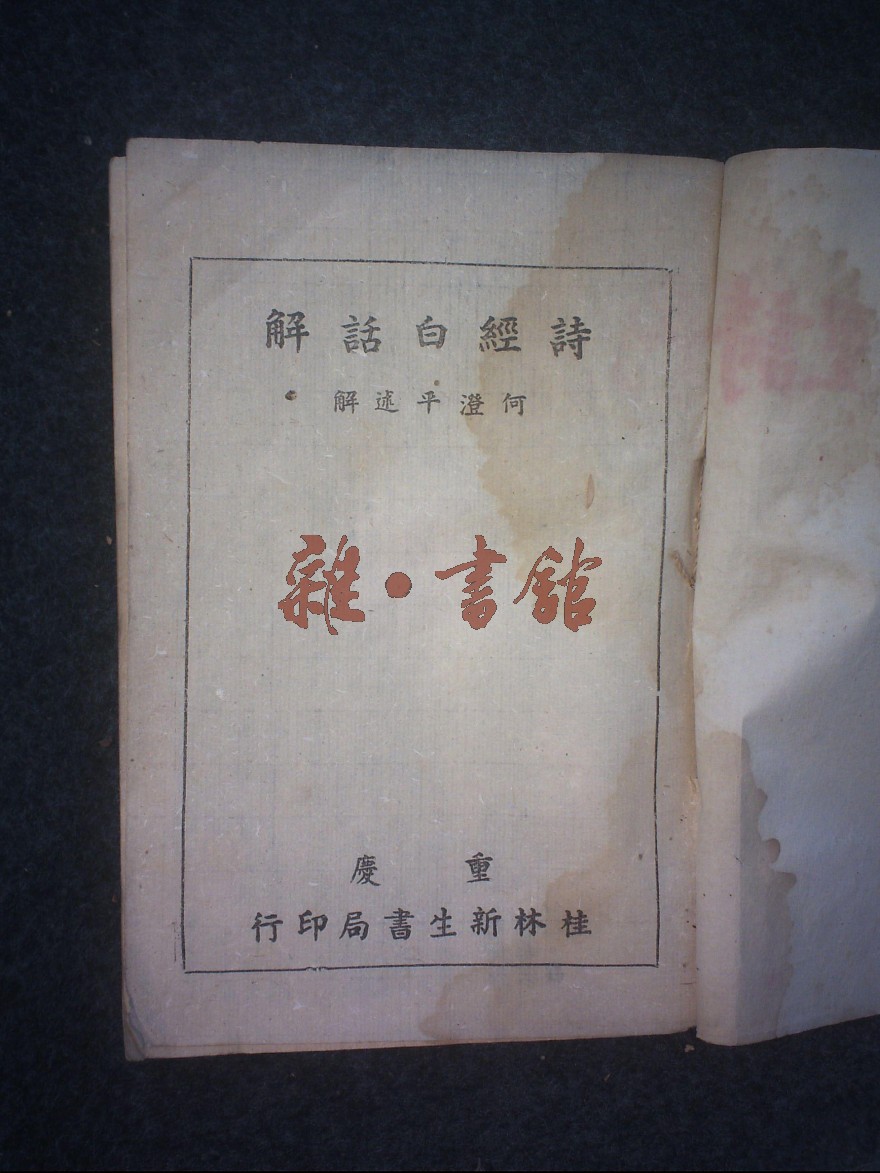 詩經白話解
何澄平述解
雜·書館
重慶
桂林新生書局印行